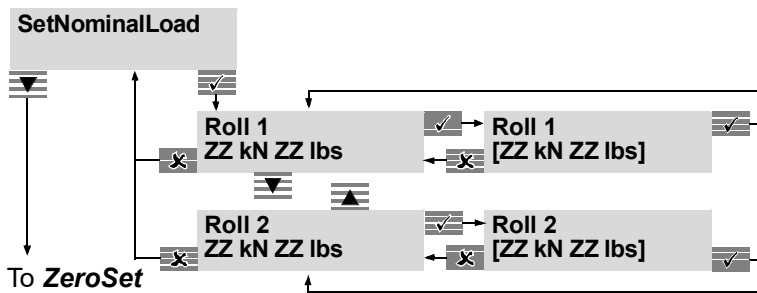 SetNominalLoad
Roll 1
ZZ kN ZZ lbs
Roll 1
[ZZ kN ZZ lbs]
Roll 2
ZZ kN ZZ lbs
Roll 2
[ZZ kN ZZ lbs]
To ZeroSet